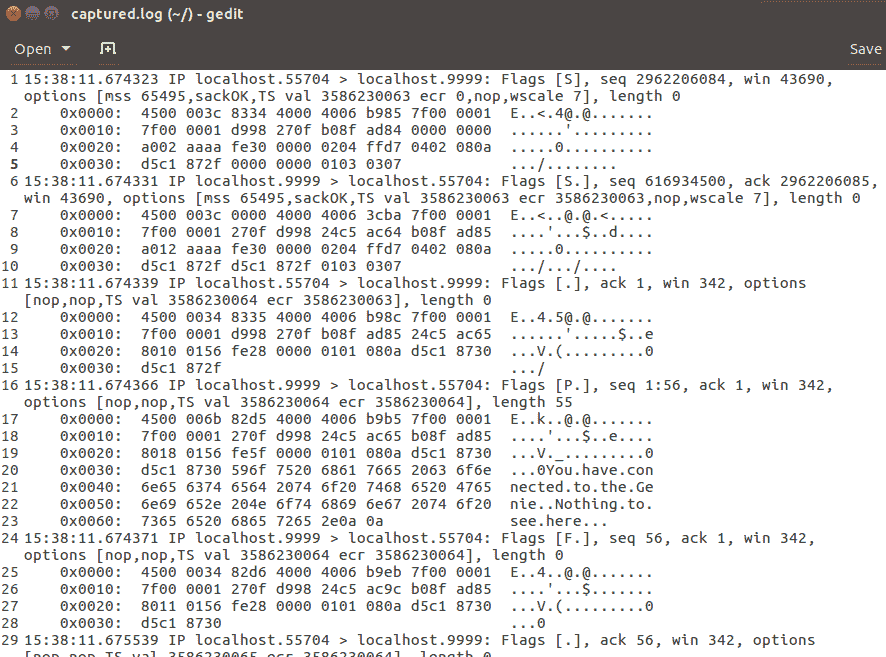 captured.log (~/) - gedit
Open
Save
1 15:38:11.674323 IP localhost.55704 > localhost.9999: Flags [S], seq 2962206084, win 43690,
options [mss 65495,sackOK,TS val 3586230063 ecr 0,nop,wscale 7], length 0
2 0x0000: 4500 003c 8334 4000 4006 b985 7f00 0001 E..<.4@.@.......
3 0x0010: 7f00 0001 d998 270f b08f ad84 0000 0000 ......'.........
4 0x0020: a002 aaaa fe30 0000 0204 ffd7 0402 080a .....0..........
5 0x0030: d5c1 872f 0000 0000 0103 0307 .../........
6 15:38:11.674331 IP localhost.9999 > localhost.55704: Flags [S.], seq 616934500, ack 2962206085,
win 43690, options [mss 65495,sackOK,TS val 3586230063 ecr 3586230063,nop,wscale 7], length 0
7 0x0000: 4500 003c 0000 4000 4006 3cba 7f00 0001 E..<..@.@.<.....
8 0x0010: 7f00 0001 270f d998 24c5 ac64 b08f ad85 ....'...$..d....
9 0x0020: a012 aaaa fe30 0000 0204 ffd7 0402 080a .....0..........
10 0x0030: d5c1 872f d5c1 872f 0103 0307 .../.../....
11 15:38:11.674339 IP localhost.55704 > localhost.9999: Flags [.], ack 1, win 342, options
[nop,nop,TS val 3586230064 ecr 3586230063], length 0
12 0x0000: 4500 0034 8335 4000 4006 b98c 7f00 0001 E..4.5@.@.......
13 0x0010: 7f00 0001 d998 270f b08f ad85 24c5 ac65 ......'.....$..e
14 0x0020: 8010 0156 fe28 0000 0101 080a d5c1 8730 ...V.(.........0
15 0x0030: d5c1 872f .../
16 15:38:11.674366 IP localhost.9999 > localhost.55704: Flags [P.], seq 1:56, ack 1, win 342,
options [nop,nop,TS val 3586230064 ecr 3586230064], length 55
17 0x0000: 4500 006b 82d5 4000 4006 b9b5 7f00 0001 E..k..@.@.......
18 0x0010: 7f00 0001 270f d998 24c5 ac65 b08f ad85 ....'...$..e....
19 0x0020: 8018 0156 fe5f 0000 0101 080a d5c1 8730 ...V._.........0
20 0x0030: d5c1 8730 596f 7520 6861 7665 2063 6f6e ...0You.have.con
21 0x0040: 6e65 6374 6564 2074 6f20 7468 6520 4765 nected.to.the.Ge
22 0x0050: 6e69 652e 204e 6f74 6869 6e67 2074 6f20 nie..Nothing.to.
23 0x0060: 7365 6520 6865 7265 2e0a 0a see.here...
24 15:38:11.674371 IP localhost.9999 > localhost.55704: Flags [F.], seq 56, ack 1, win 342,
options [nop,nop,TS val 3586230064 ecr 3586230064], length 0
25 0x0000: 4500 0034 82d6 4000 4006 b9eb 7f00 0001 E..4..@.@.......
26 0x0010: 7f00 0001 270f d998 24c5 ac9c b08f ad85 ....'...$.......
27 0x0020: 8011 0156 fe28 0000 0101 080a d5c1 8730 ...V.(.........0
28 0x0030: d5c1 8730 ...0
29 15:38:11.675539 IP localhost.55704 > localhost.9999: Flags [.], ack 56, win 342, options
[nop,nop,TS val 3586230065 ecr 3586230064], length 0